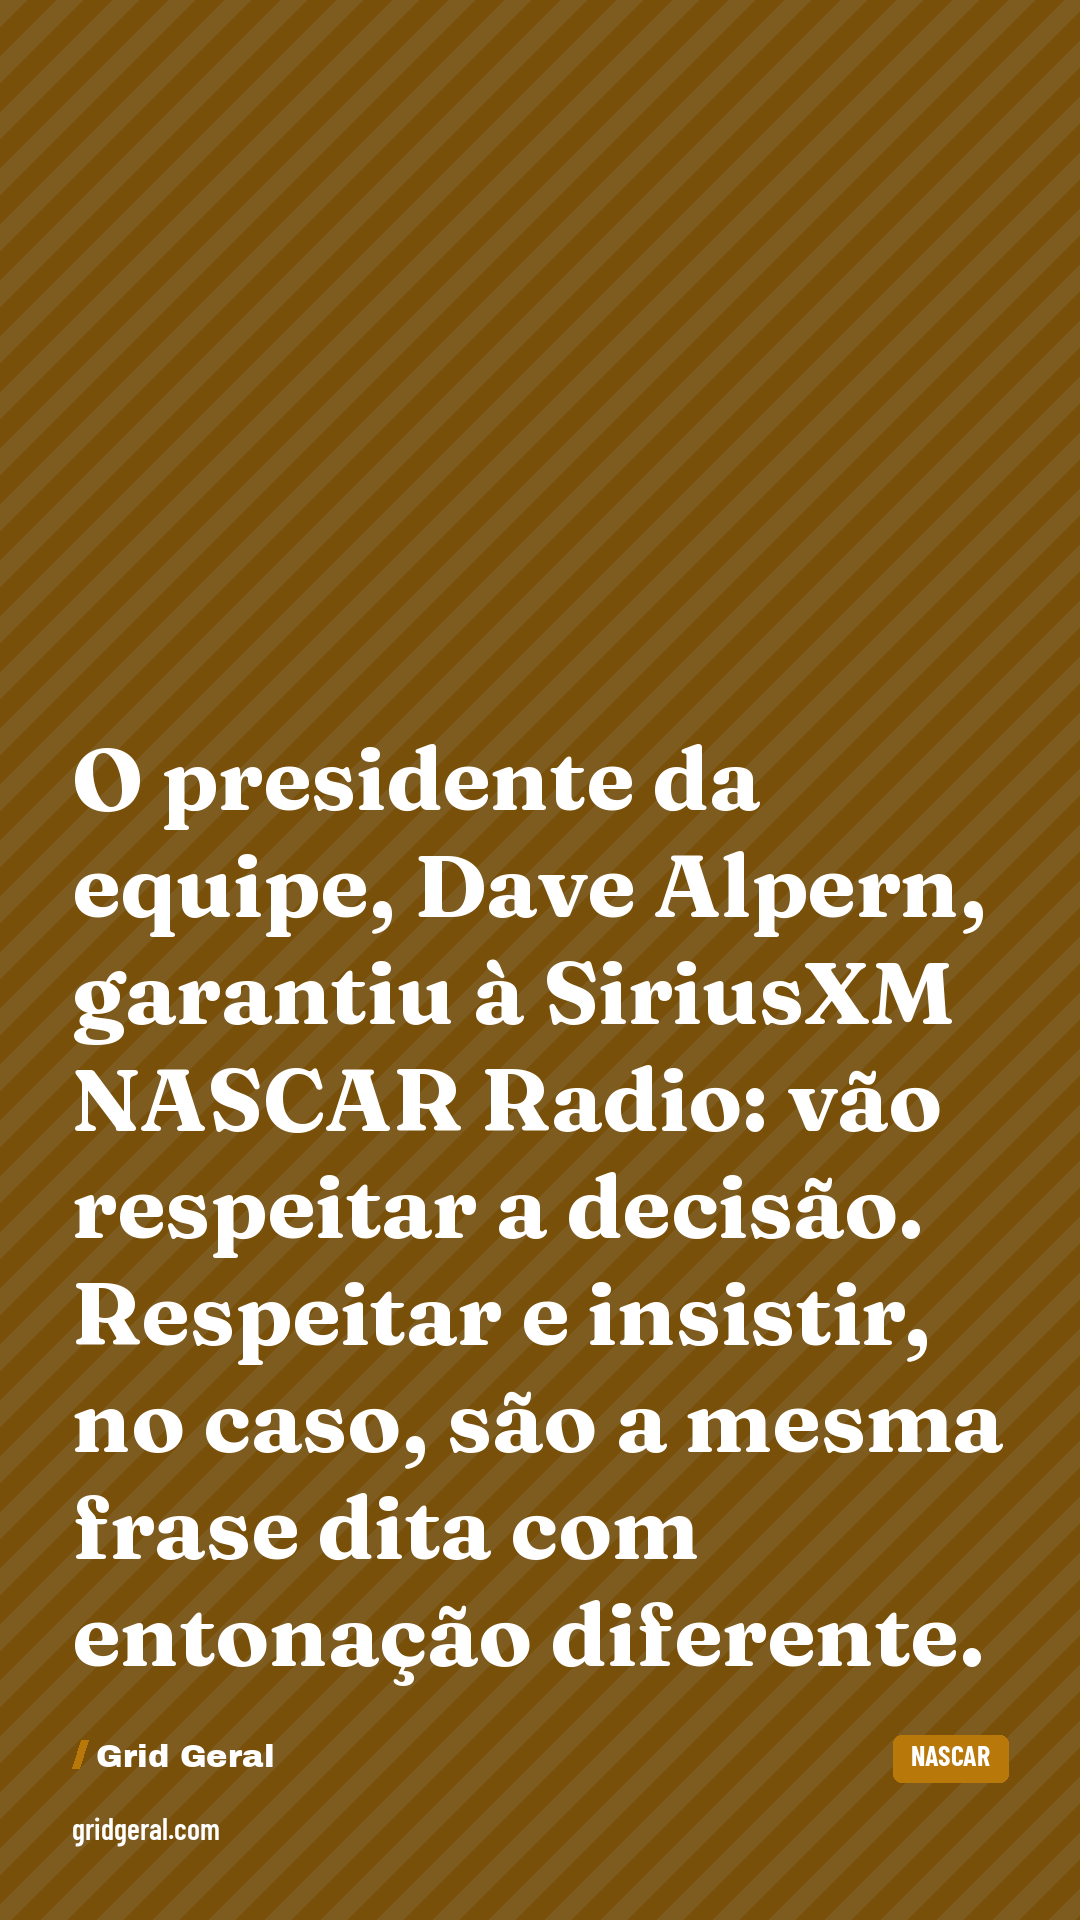 O presidente da
equipe, Dave Alpern,
garantiu à SiriusXM
NASCAR Radio: vão
respeitar a decisão.
Respeitar e insistir,
no caso, são a mesma
frase dita com
entonação diferente.
/ Grid Geral
NASCAR
gridgeral.com